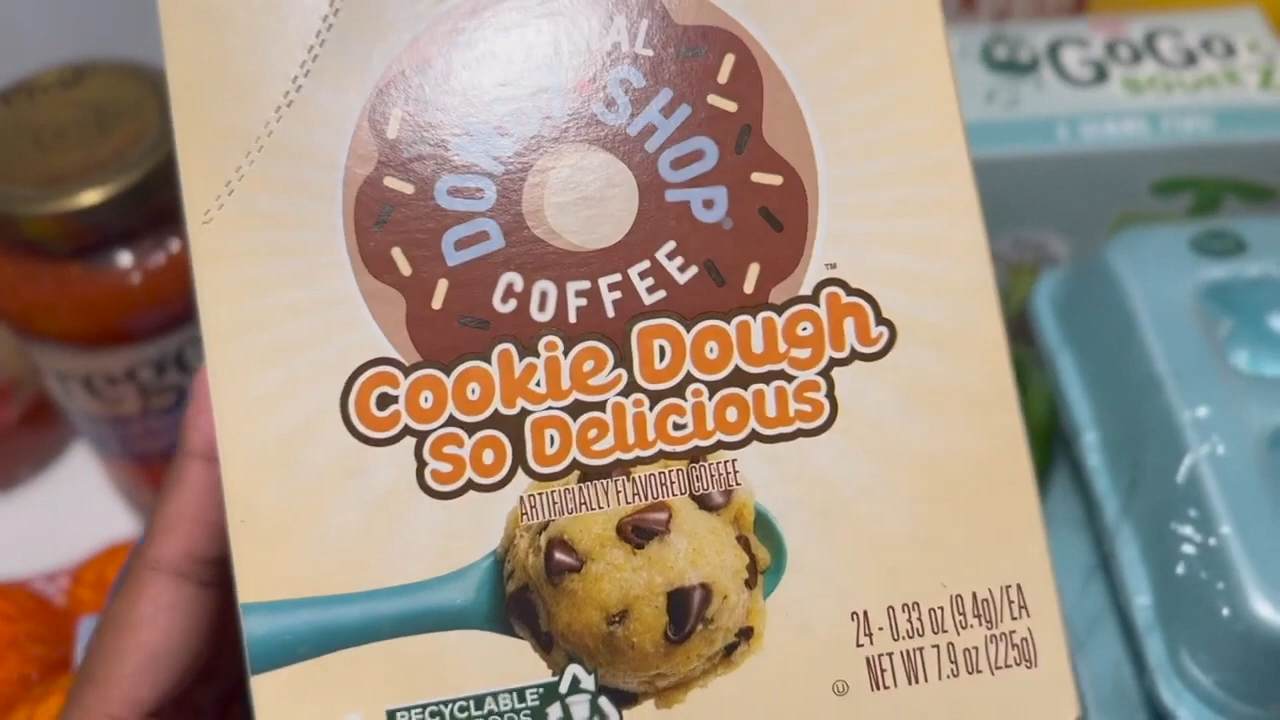 DONUT SHOP
COFFEE
Cookie Dough
™
So Delicious
ARTIFICIALLY FLAVORED COFFEE
24 - 0.33 oz (9.4g)/EA
NET WT 7.9 oz (225g)
RECYCLABLE*
GoGo